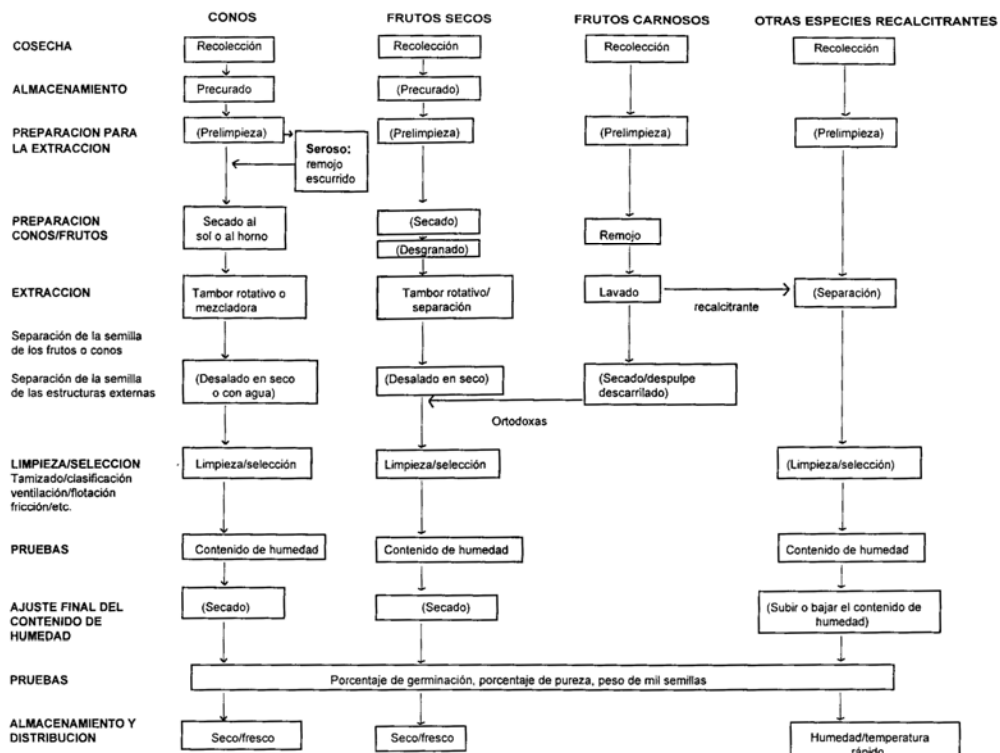 CONOS FRUTOS SECOS FRUTOS CARNOSOS OTRAS ESPECIES RECALCITRANTES
COSECHA Recolección Recolección Recolección Recolección
ALMACENAMIENTO Precurado (Precurado)
PREPARACION PARA
LA EXTRACCION
(Prelimpieza) (Prelimpieza) (Prelimpieza) (Prelimpieza)
Seroso:
remojo
escurrido
PREPARACION
CONOS/FRUTOS
Secado al
sol o al horno
(Secado)
(Desgranado)
Remojo
EXTRACCION
Tambor rotativo o
mezcladora
Tambor rotativo/
separación
Lavado
recalcitrante
(Separación)
Separación de la semilla
de los frutos o conos
Separación de la semilla
de las estructuras externas
(Desalado en seco
o con agua)
(Desalado en seco)
(Secado/despulpe
descarrilado)
Ortodoxas
LIMPIEZA/SELECCION
Tamizado/clasificación
ventilación/flotación
fricción/etc.
Limpieza/selección Limpieza/selección (Limpieza/selección)
PRUEBAS Contenido de humedad Contenido de humedad Contenido de humedad
AJUSTE FINAL DEL
CONTENIDO DE
HUMEDAD
(Secado) (Secado)
(Subir o bajar el contenido de
humedad)
PRUEBAS Porcentaje de germinación, porcentaje de pureza, peso de mil semillas
ALMACENAMIENTO Y
DISTRIBUCION
Seco/fresco Seco/fresco
Humedad/temperatura
rápido